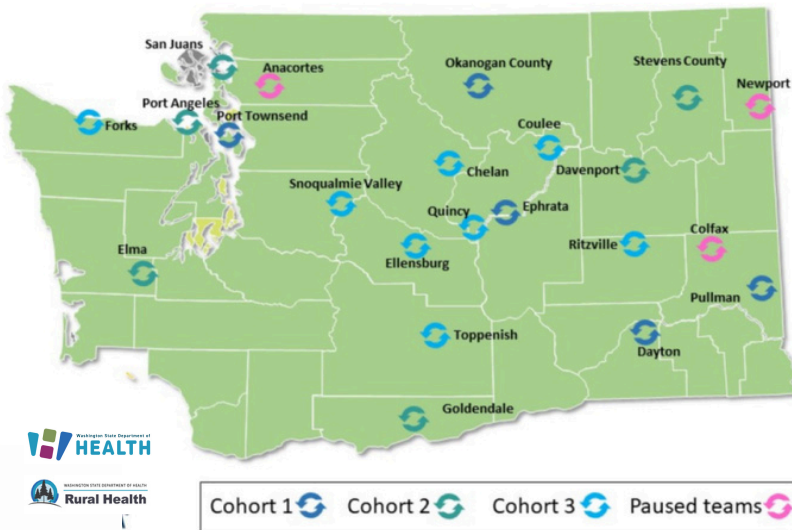 San Juans
Anacortes
Okanogan County
Stevens County
Newport
Port Angeles
Port Townsend
Forks
Coulee
Chelan
Davenport
Snoqualmie Valley
Quincy
Ephrata
Colfax
Ritzville
Elma
Ellensburg
Pullman
Toppenish
Dayton
Goldendale
Washington State Department of
HEALTH
WASHINGTON STATE DEPARTMENT OF HEALTH
Rural Health
Cohort 1 Cohort 2 Cohort 3 Paused teams